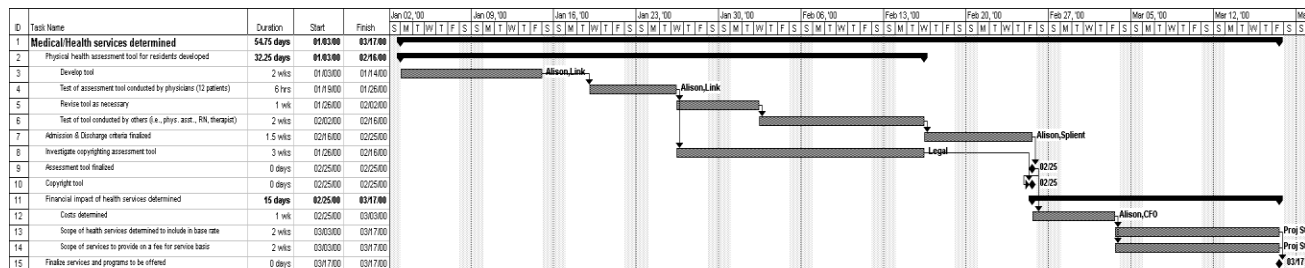 Jan 02, '00 Jan 09, '00 Jan 16, '00 Jan 23, '00 Jan 30, '00 Feb 06, '00 Feb 13, '00 Feb 20, '00 Feb 27, '00 Mar 05, '00 Mar 12, '00 Ma
ID Task Name Duration Start Finish S M T W T F S S M T W T F S S M T W T F S S M T W T F S S M T W T F S S M T W T F S S M T W T F S S M T W T F S S M T W T F S S M T W T F S S M T W T F S S M
1 Medical/Health services determined 54.75 days 01/03/00 03/17/00
2 Physical health assessment tool for residents developed 32.25 days 01/03/00 02/16/00
3 Develop tool 2 wks 01/03/00 01/14/00 Alison,Link
4 Test of assessment tool conducted by physicians (12 patients) 6 hrs 01/19/00 01/26/00 Alison,Link
5 Revise tool as necessary 1 wk 01/26/00 02/02/00
6 Test of tool conducted by others (i.e., phys. asst., RN, therapist) 2 wks 02/02/00 02/16/00
7 Admission & Discharge criteria finalized 1.5 wks 02/16/00 02/25/00 Alison,Splient
8 Investigate copyrighting assessment tool 3 wks 01/26/00 02/16/00 Legal
9 Assessment tool finalized 0 days 02/25/00 02/25/00 02/25
10 Copyright tool 0 days 02/25/00 02/25/00 02/25
11 Financial impact of health services determined 15 days 02/25/00 03/17/00
12 Costs determined 1 wk 02/25/00 03/03/00 Alison,CFO
13 Scope of health services determined to include in base rate 2 wks 03/03/00 03/17/00 Proj St
14 Scope of services to provide on a fee for service basis 2 wks 03/03/00 03/17/00 Proj St
15 Finalize services and programs to be offered 0 days 03/17/00 03/17/00 03/17